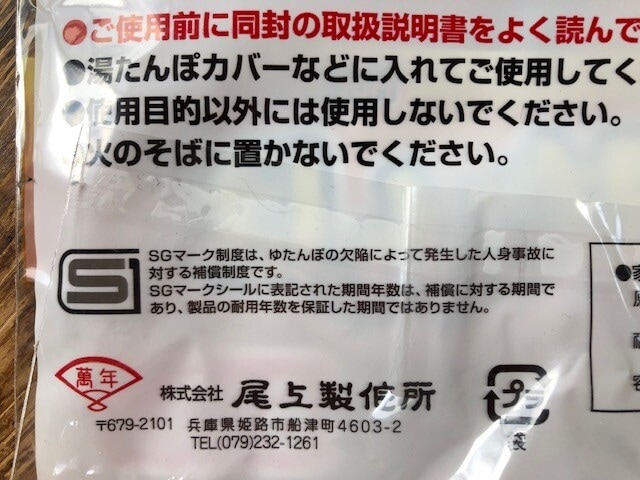 ●ご使用前に同封の取扱説明書をよく読んで
●湯たんぽカバーなどに入れてご使用してく
●使用目的以外には使用しないでください。
●火のそばに置かないでください。
SG
SGマーク制度は、ゆたんぽの欠陥によって発生した人身事故に
対する補償制度です。
SGマークシールに表記された期間年数は、補償に対する期間で
あり、製品の耐用年数を保証した期間ではありません。
萬年
株式会社 尾上製作所
〒679-2101 兵庫県姫路市船津町4603-2
TEL(079)232-1261
プラ
袋